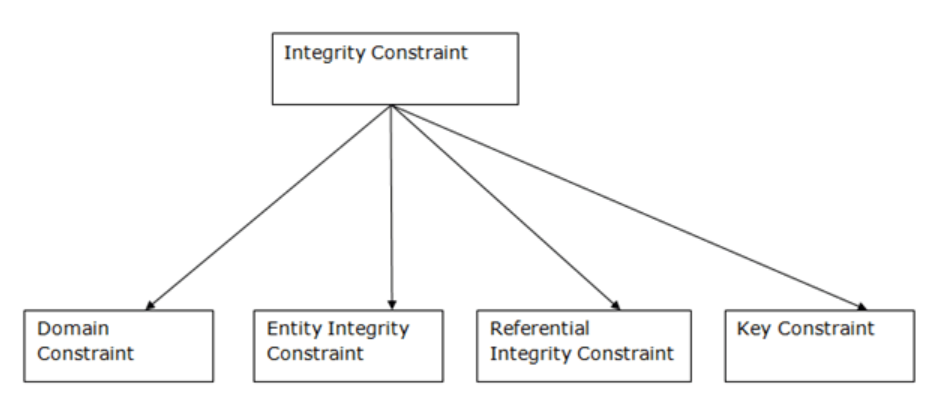 Integrity Constraint
Domain
Constraint
Entity Integrity
Constraint
Referential
Integrity Constraint
Key Constraint